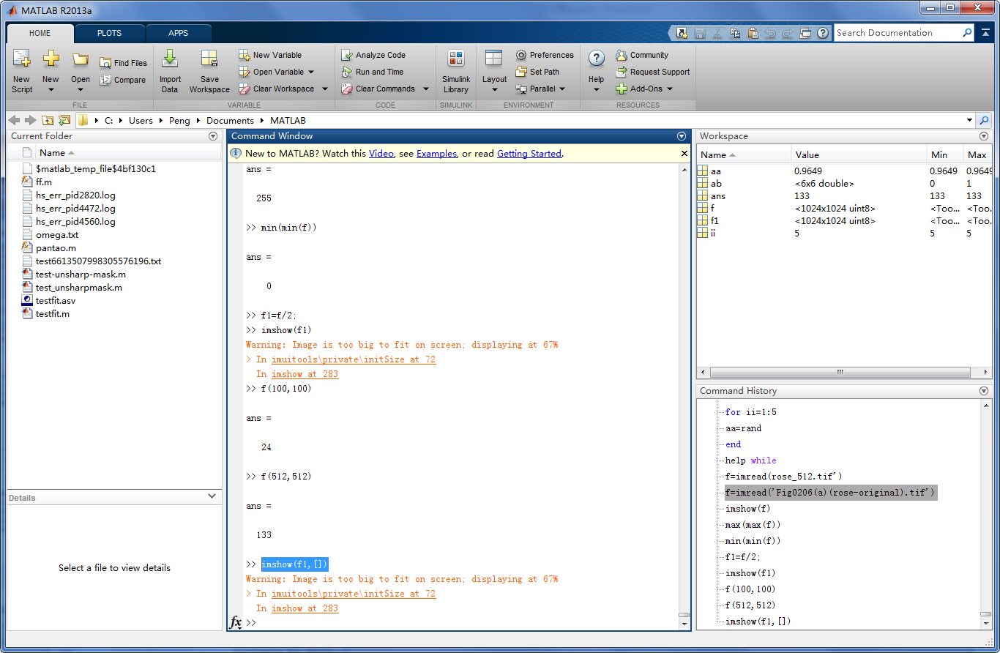 MATLAB R2013a
HOME PLOTS APPS
Search Documentation
New Script
New
Open
Find Files
Compare
FILE
Import Data
Save Workspace
New Variable
Open Variable
Clear Workspace
VARIABLE
Analyze Code
Run and Time
Clear Commands
CODE
Simulink Library
SIMULINK
Layout
Preferences
Set Path
Parallel
ENVIRONMENT
Help
Community
Request Support
Add-Ons
RESOURCES
C: Users Peng Documents MATLAB
Current Folder
Name
$matlab_temp_file$4bf130c1
ff.m
hs_err_pid2820.log
hs_err_pid4472.log
hs_err_pid4560.log
omega.txt
pantao.m
test6613507998305576196.txt
test-unsharp-mask.m
test_unsharpmask.m
testfit.asv
testfit.m
Details
Select a file to view details
Command Window
New to MATLAB? Watch this Video, see Examples, or read Getting Started.
ans =
255
>> min(min(f))
ans =
0
>> f1=f/2;
>> imshow(f1)
Warning: Image is too big to fit on screen; displaying at 67%
> In imuitools\private\initSize at 72
In imshow at 283
>> f(100,100)
ans =
24
>> f(512,512)
ans =
133
>> imshow(f1,[])
Warning: Image is too big to fit on screen; displaying at 67%
> In imuitools\private\initSize at 72
In imshow at 283
fx >>
Workspace
Name Value Min Max
aa 0.9649 0.9649 0.9649
ab <6x6 double> 0 1
ans 133 133 133
f <1024x1024 uint8> <Too... <Too...
f1 <1024x1024 uint8> <Too... <Too...
ii 5 5 5
Command History
for ii=1:5
aa=rand
end
help while
f=imread(rose_512.tif')
f=imread('Fig0206(a)(rose-original).tif')
imshow(f)
max(max(f))
min(min(f))
f1=f/2;
imshow(f1)
f(100,100)
f(512,512)
imshow(f1,[])